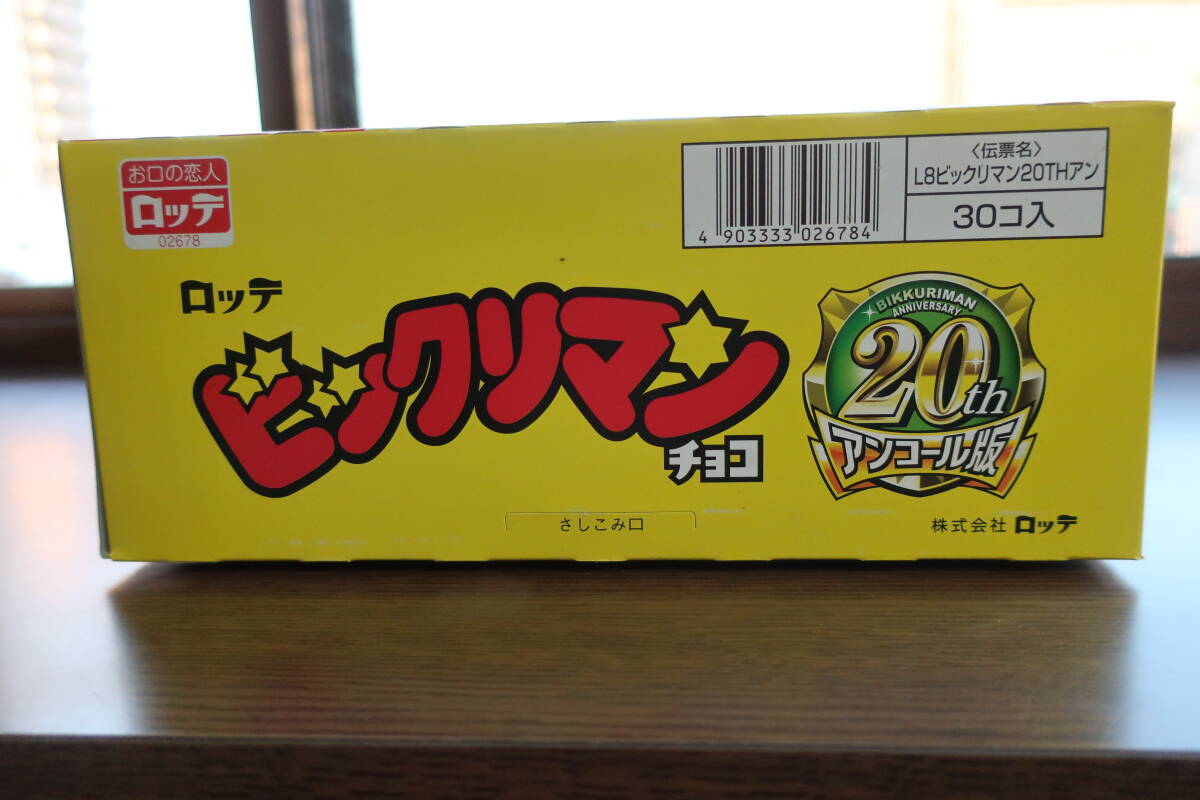 お口の恋人
ロッテ
02678
4 903333 026784
〈伝票名〉
L8ビックリマン20THアン
30コ入
ロッテ
ビックリマン
チョコ
BIKKURIMAN
ANNIVERSARY
20th
アンコール版
さしこみ口
株式会社 ロッテ